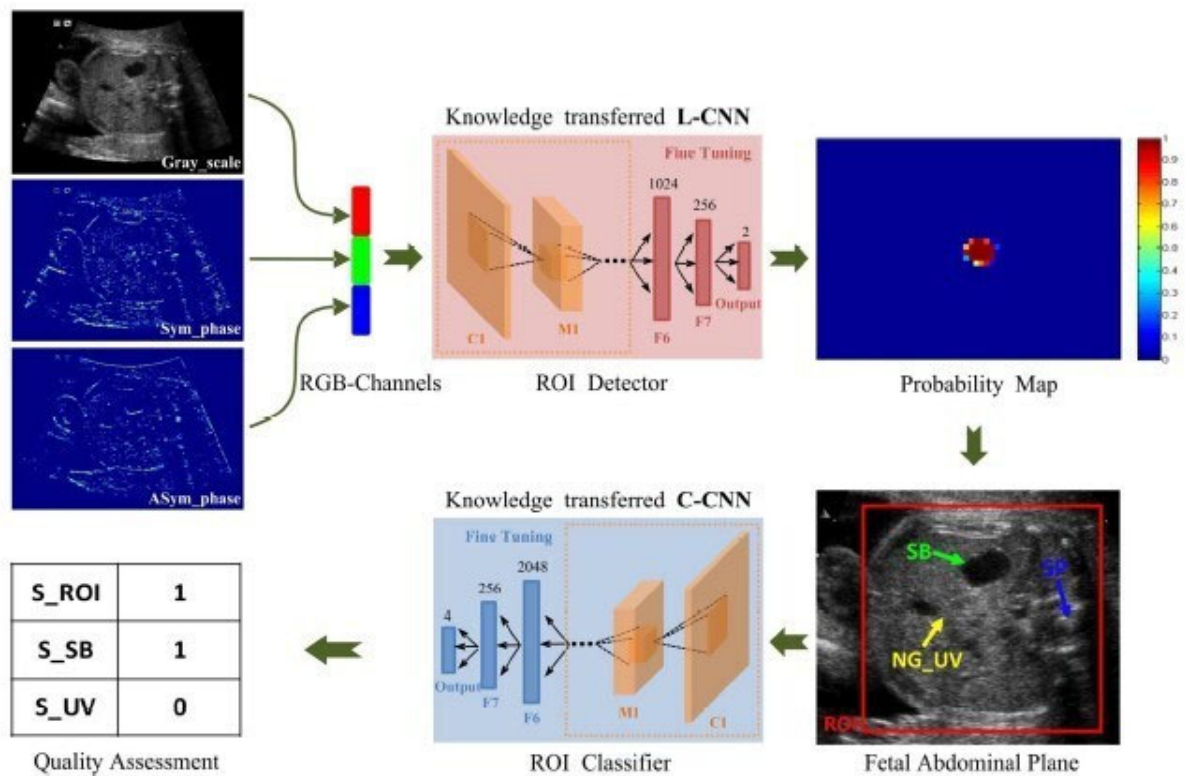 Gray_scale
Sym_phase
ASym_phase
RGB-Channels
Knowledge transferred L-CNN
Fine Tuning
1024
256
2
C1
M1
F6
F7
Output
ROI Detector
1
0.9
0.8
0.7
0.6
0.5
0.4
0.3
0.2
0.1
0
Probability Map
Knowledge transferred C-CNN
Fine Tuning
2048
256
4
Output
F7
F6
M1
C1
ROI Classifier
SB
SP
NG_UV
ROI
Fetal Abdominal Plane
S_ROI 1
S_SB 1
S_UV 0
Quality Assessment